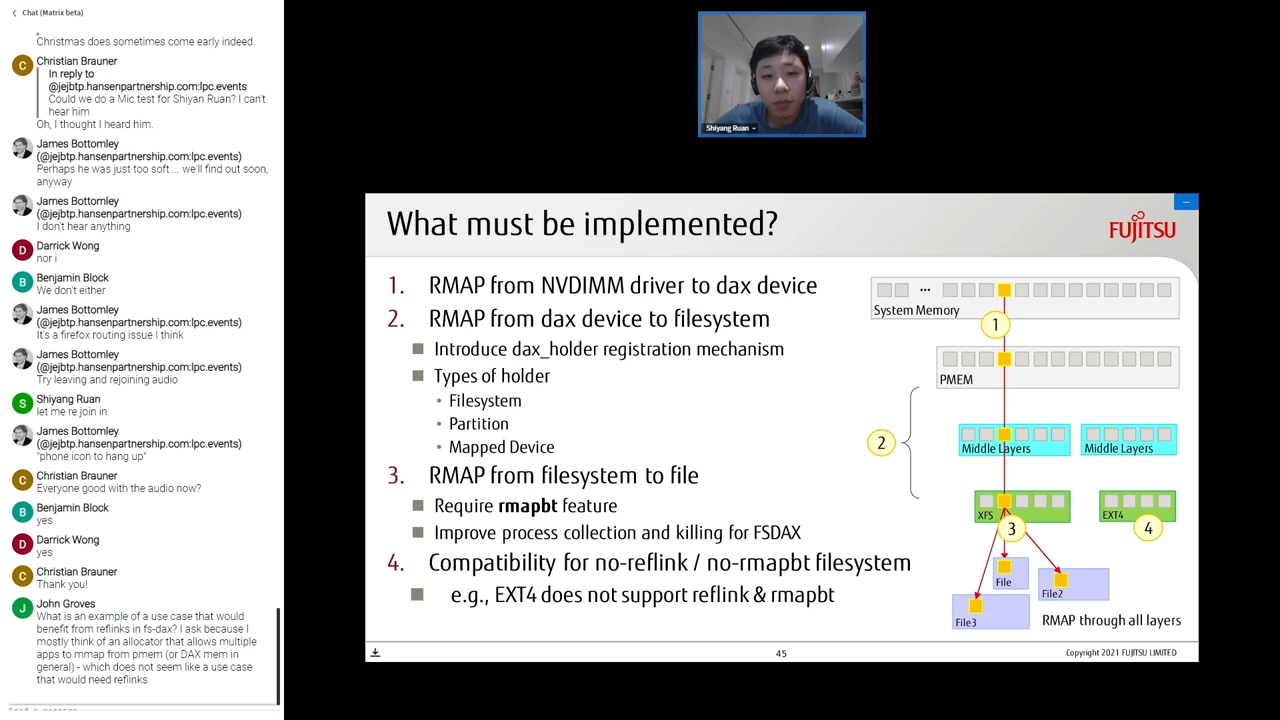 Chat (Matrix beta)
Christmas does sometimes come early indeed.
C
Christian Brauner
In reply to
@jejbtp.hansenpartnership.com:lpc.events
Could we do a Mic test for Shiyan Ruan? I can't
hear him
Oh, I thought I heard him.
James Bottomley
(@jejbtp.hansenpartnership.com:lpc.events)
Perhaps he was just too soft ... we'll find out soon,
anyway
James Bottomley
(@jejbtp.hansenpartnership.com:lpc.events)
I don't hear anything
D
Darrick Wong
nor i
B
Benjamin Block
We don't either
James Bottomley
(@jejbtp.hansenpartnership.com:lpc.events)
It's a firefox routing issue I think
James Bottomley
(@jejbtp.hansenpartnership.com:lpc.events)
Try leaving and rejoining audio
S
Shiyang Ruan
let me re join in
James Bottomley
(@jejbtp.hansenpartnership.com:lpc.events)
"phone icon to hang up"
C
Christian Brauner
Everyone good with the audio now?
B
Benjamin Block
yes
D
Darrick Wong
yes
C
Christian Brauner
Thank you!
J
John Groves
What is an example of a use case that would
benefit from reflinks in fs-dax? I ask because I
mostly think of an allocator that allows multiple
apps to mmap from pmem (or DAX mem in
general) - which does not seem like a use case
that would need reflinks
Shiyang Ruan
What must be implemented?
FUJITSU
1. RMAP from NVDIMM driver to dax device
2. RMAP from dax device to filesystem
Introduce dax_holder registration mechanism
Types of holder
Filesystem
Partition
Mapped Device
3. RMAP from filesystem to file
Require rmapbt feature
Improve process collection and killing for FSDAX
4. Compatibility for no-reflink / no-rmapbt filesystem
e.g., EXT4 does not support reflink & rmapbt
...
System Memory
1
PMEM
2
Middle Layers
Middle Layers
XFS
3
EXT4
4
File
File2
File3
RMAP through all layers
45
Copyright 2021 FUJITSU LIMITED